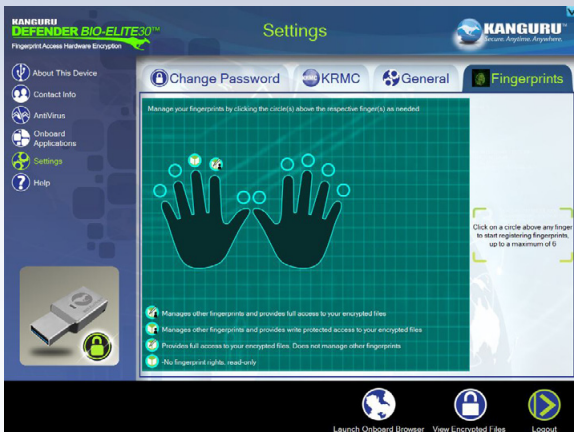 KANGURU
DEFENDER BIO-ELITE30™
Fingerprint Access Hardware Encryption
Settings
KANGURU
Secure. Anytime. Anywhere.
About This Device
Contact Info
AntiVirus
Onboard
Applications
Settings
Help
Change Password
KRMC
KRMC
General
Fingerprints
Manage your fingerprints by clicking the circle(s) above the respective finger(s) as needed
Click on a circle above any finger
to start registering fingerprints,
up to a maximum of 6
Manages other fingerprints and provides full access to your encrypted files
Manages other fingerprints and provides write protected access to your encrypted files
Provides full access to your encrypted files. Does not manage other fingerprints
-No fingerprint rights, read-only
Launch Onboard Browser
View Encrypted Files
Logout